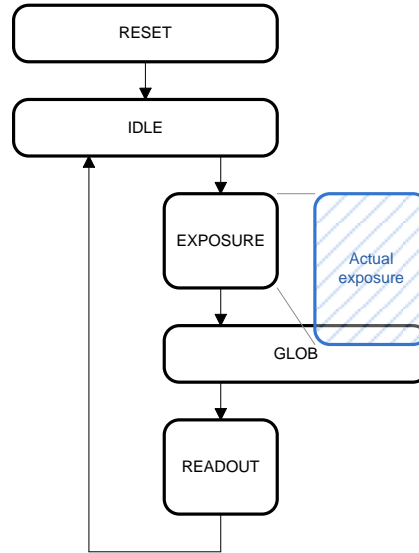 RESET
IDLE
EXPOSURE
Actual
exposure
GLOB
READOUT